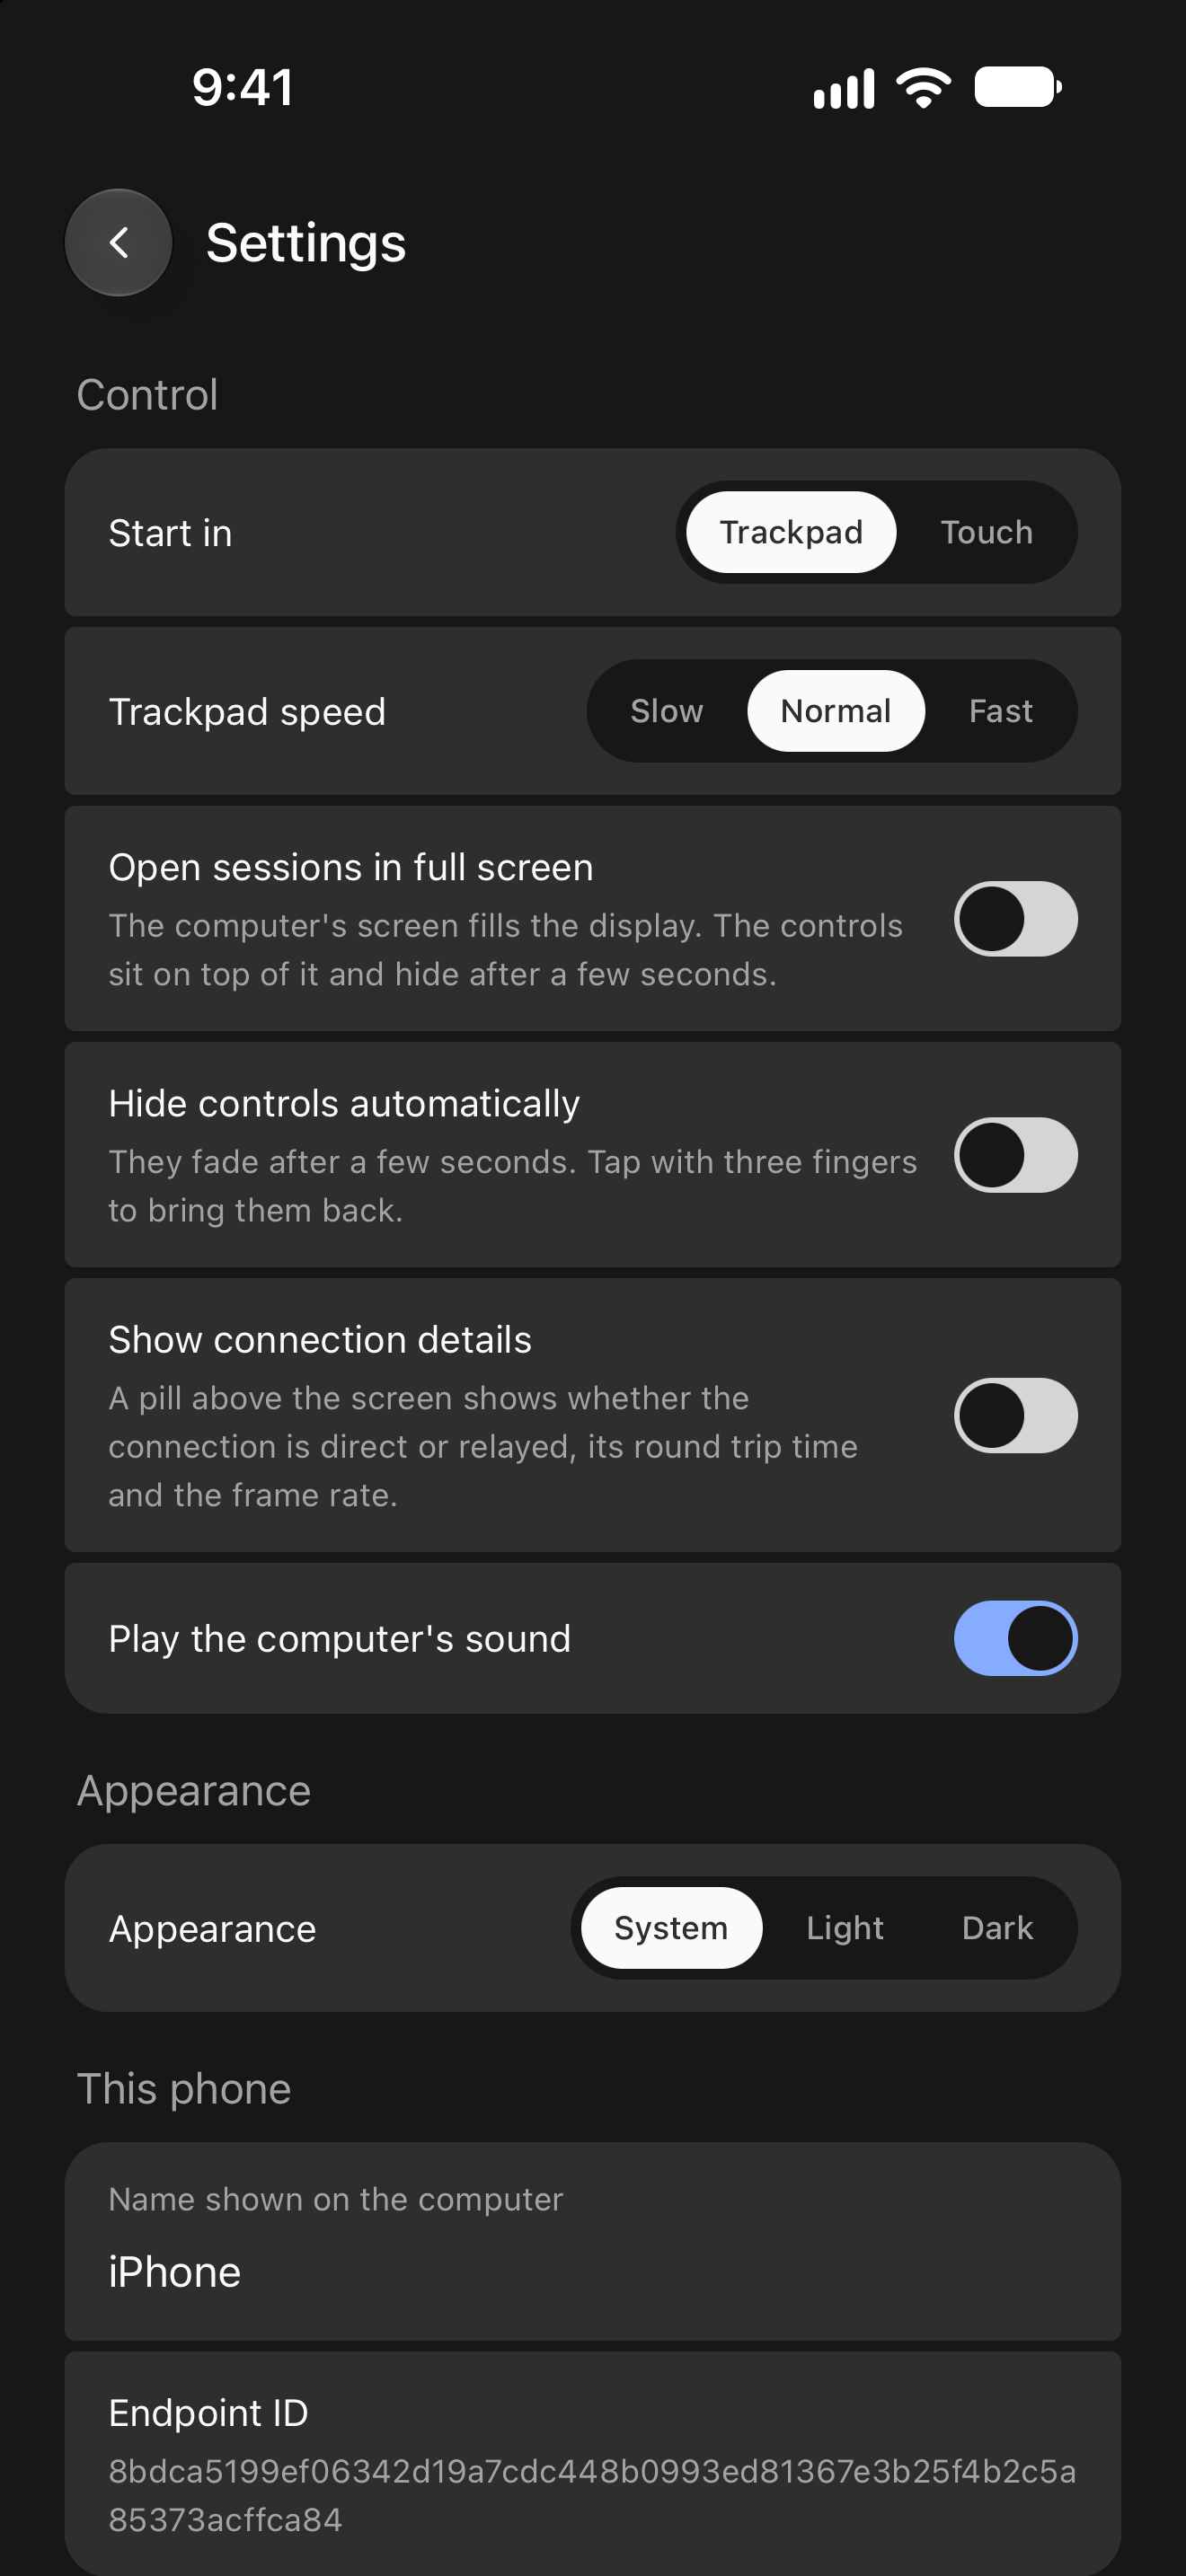 9:41
Settings
Control
Start in
Trackpad
Touch
Trackpad speed
Slow
Normal
Fast
Open sessions in full screen
The computer's screen fills the display. The controls
sit on top of it and hide after a few seconds.
Hide controls automatically
They fade after a few seconds. Tap with three fingers
to bring them back.
Show connection details
A pill above the screen shows whether the
connection is direct or relayed, its round trip time
and the frame rate.
Play the computer's sound
Appearance
Appearance
System
Light
Dark
This phone
Name shown on the computer
iPhone
Endpoint ID
8bdca5199ef06342d19a7cdc448b0993ed81367e3b25f4b2c5a
85373acffca84